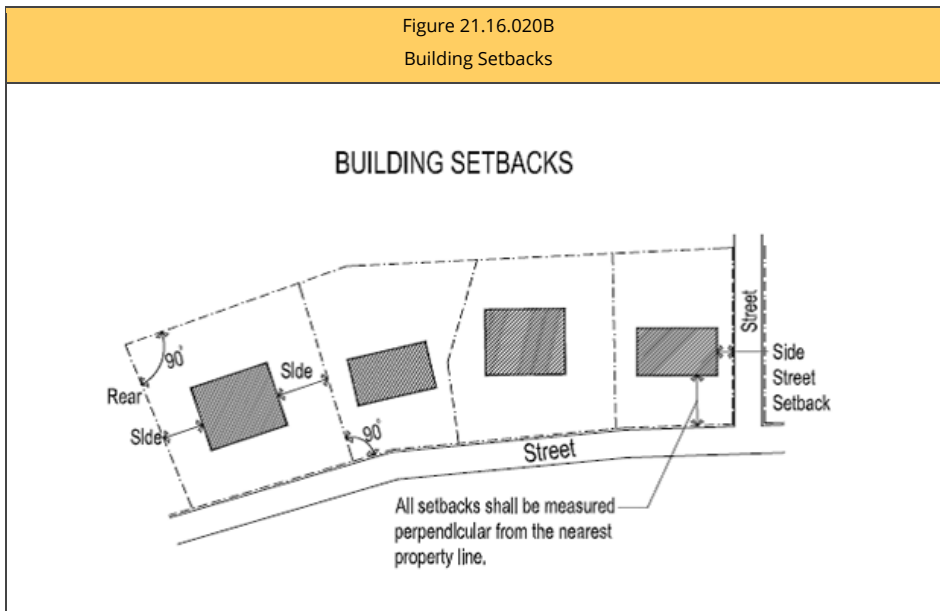 Figure 21.16.020B
Building Setbacks
BUILDING SETBACKS
Street
90°
Rear
SIde
Side
Street
Setback
SIde
90°
Street
All setbacks shall be measured
perpendIcular from the nearest
property lIne.